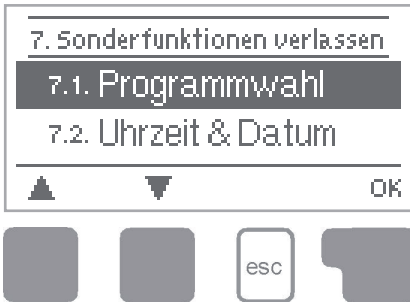 7. Sonderfunktionen verlassen
7.1. Programmwahl
7.2. Uhrzeit & Datum
OK
esc